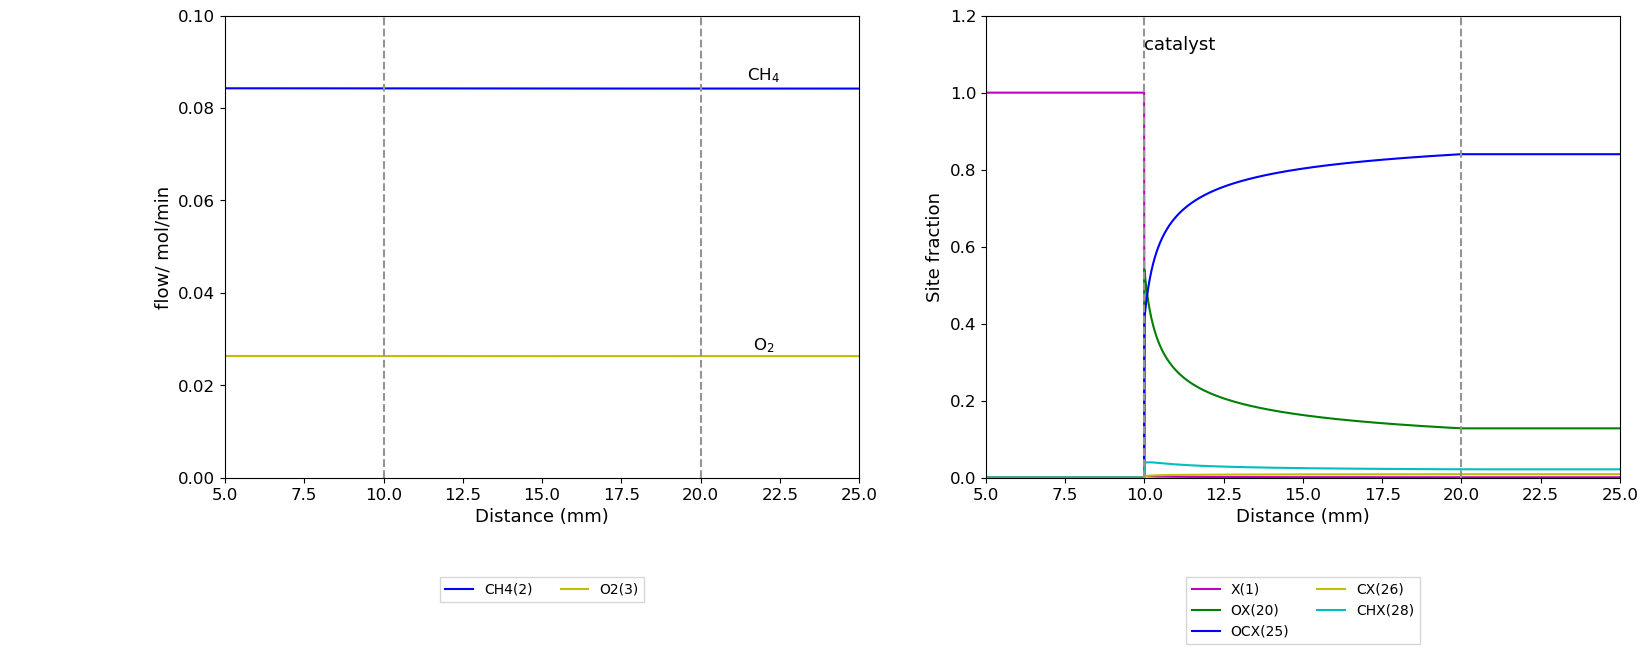 0.10
0.08
0.06
0.04
0.02
0.00
flow/ mol/min
CH₄
O₂
5.0 7.5 10.0 12.5 15.0 17.5 20.0 22.5 25.0
Distance (mm)
CH4(2) O2(3)
1.2
1.0
0.8
0.6
0.4
0.2
0.0
Site fraction
catalyst
5.0 7.5 10.0 12.5 15.0 17.5 20.0 22.5 25.0
Distance (mm)
X(1) CX(26)
OX(20) CHX(28)
OCX(25)